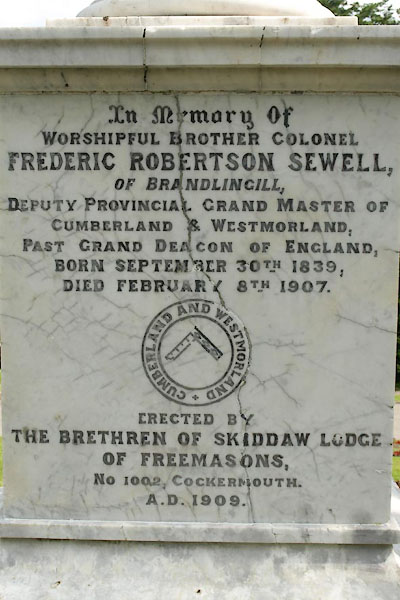 In Memory Of
WORSHIPFUL BROTHER COLONEL
FREDERIC ROBERTSON SEWELL,
OF BRANDLINGILL,
DEPUTY PROVINCIAL GRAND MASTER OF
CUMBERLAND & WESTMORLAND,
PAST GRAND DEACON OF ENGLAND,
BORN SEPTEMBER 30TH 1839,
DIED FEBRUARY 8TH 1907.
CUMBERLAND AND WESTMORLAND
ERECTED BY
THE BRETHREN OF SKIDDAW LODGE
OF FREEMASONS,
No 1002, COCKERMOUTH.
A.D. 1909.